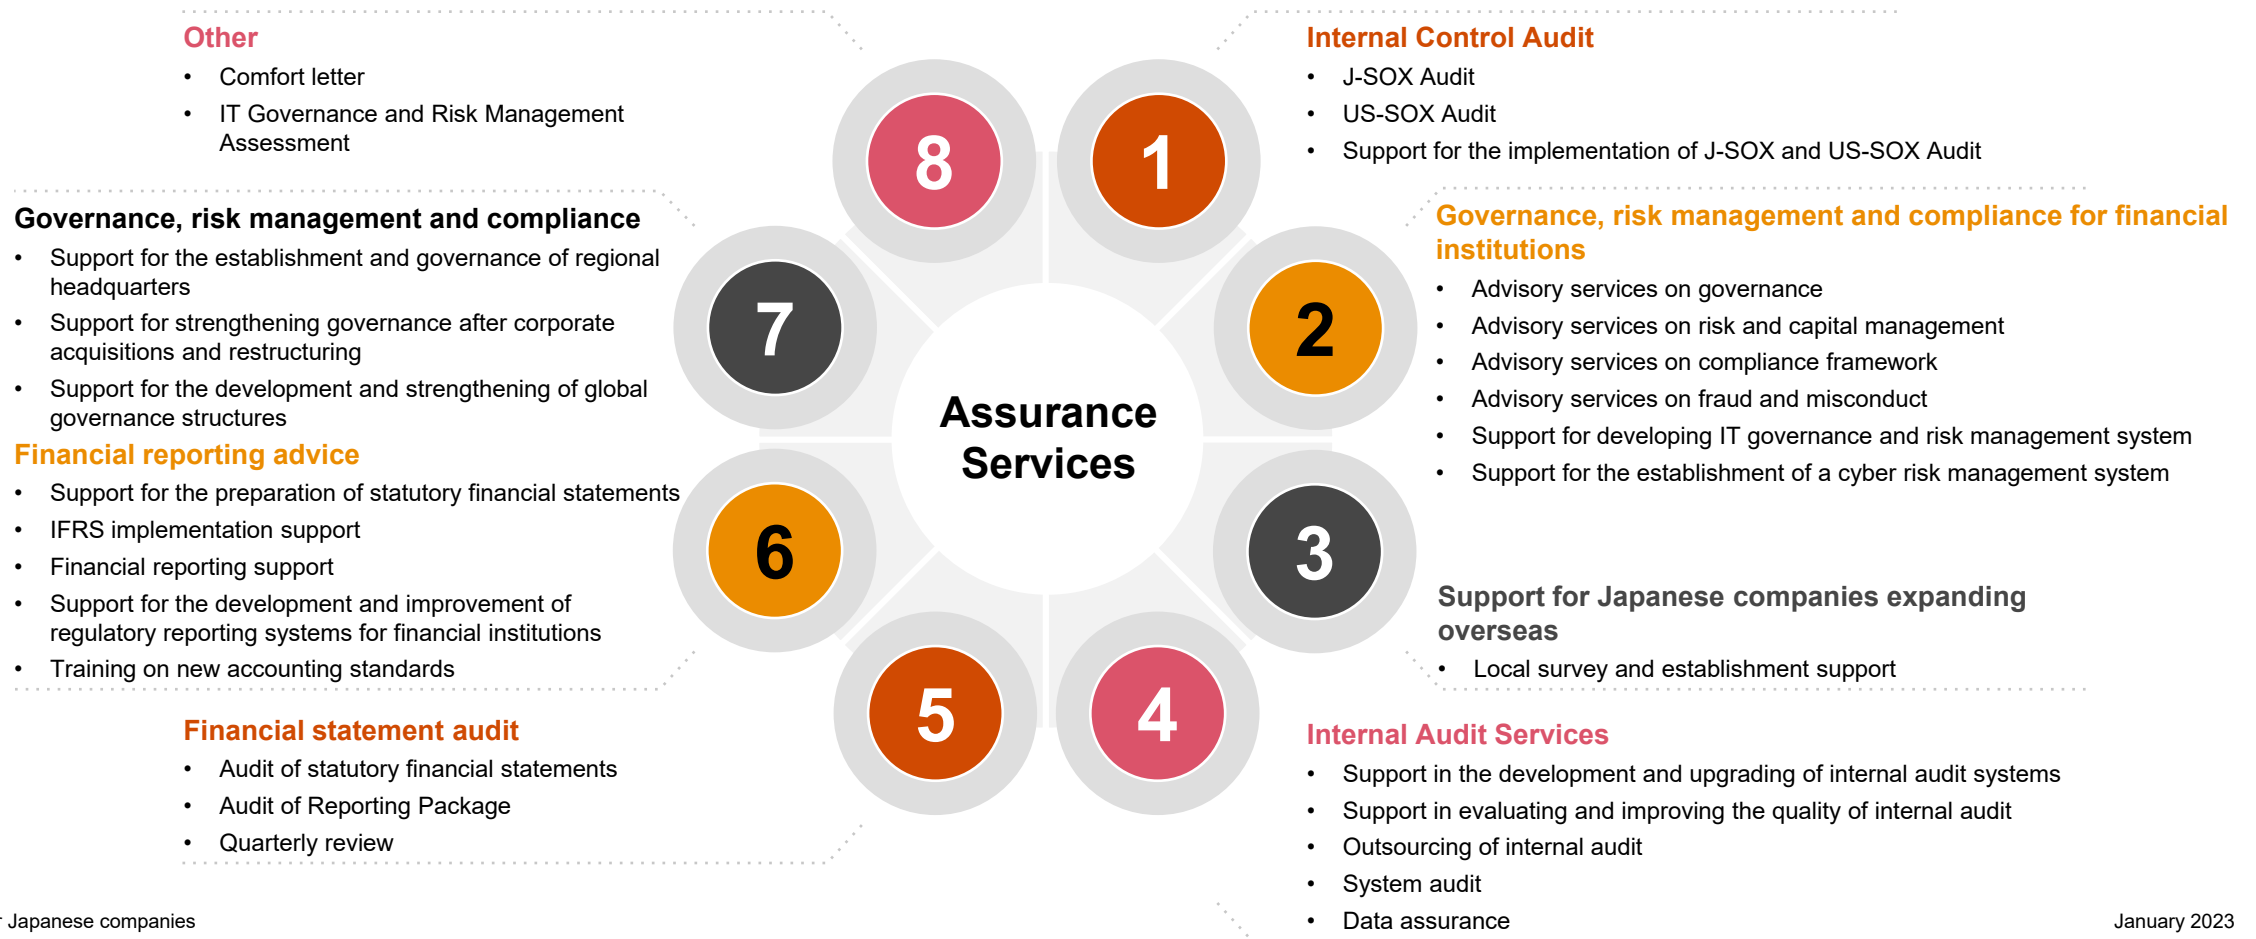 Other
• Comfort letter
• IT Governance and Risk Management
Assessment
Internal Control Audit
• J-SOX Audit
• US-SOX Audit
• Support for the implementation of J-SOX and US-SOX Audit
8
1
Governance, risk management and compliance
• Support for the establishment and governance of regional
headquarters
• Support for strengthening governance after corporate
acquisitions and restructuring
• Support for the development and strengthening of global
governance structures
7
2
Governance, risk management and compliance for financial
institutions
• Advisory services on governance
• Advisory services on risk and capital management
• Advisory services on compliance framework
• Advisory services on fraud and misconduct
• Support for developing IT governance and risk management system
• Support for the establishment of a cyber risk management system
Assurance
Services
Financial reporting advice
• Support for the preparation of statutory financial statements
• IFRS implementation support
• Financial reporting support
• Support for the development and improvement of
regulatory reporting systems for financial institutions
• Training on new accounting standards
6
3
Support for Japanese companies expanding
overseas
• Local survey and establishment support
Financial statement audit
• Audit of statutory financial statements
• Audit of Reporting Package
• Quarterly review
5
4
Internal Audit Services
• Support in the development and upgrading of internal audit systems
• Support in evaluating and improving the quality of internal audit
• Outsourcing of internal audit
• System audit
• Data assurance
Japanese companies
January 2023